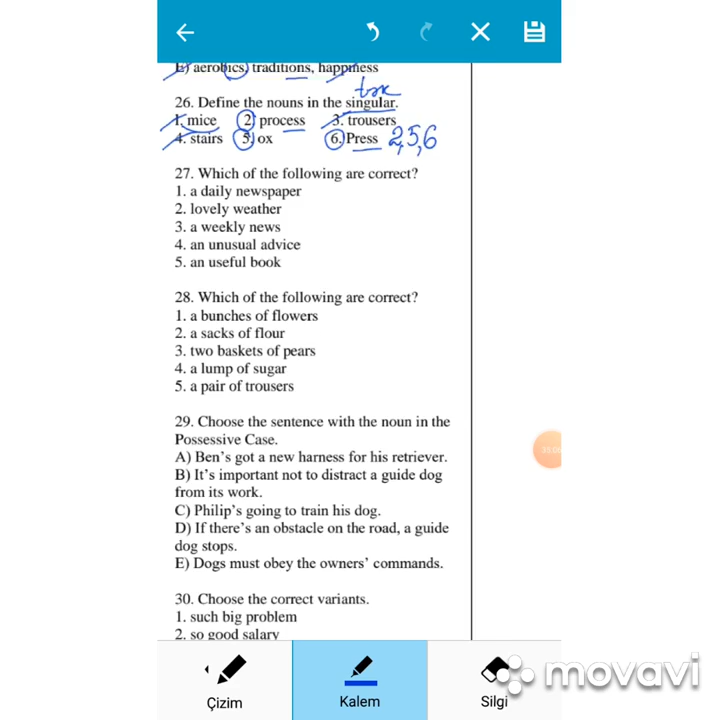 E) aerobics, traditions, happiness
tək
26. Define the nouns in the singular.
1. mice 2) process 3. trousers
4. stairs 5) ox 6. Press 2,5,6
27. Which of the following are correct?
1. a daily newspaper
2. lovely weather
3. a weekly news
4. an unusual advice
5. an useful book
28. Which of the following are correct?
1. a bunches of flowers
2. a sacks of flour
3. two baskets of pears
4. a lump of sugar
5. a pair of trousers
29. Choose the sentence with the noun in the
Possessive Case.
A) Ben's got a new harness for his retriever.
B) It's important not to distract a guide dog
from its work.
C) Philip's going to train his dog.
D) If there's an obstacle on the road, a guide
dog stops.
E) Dogs must obey the owners' commands.
30. Choose the correct variants.
1. such big problem
2. so good salary
Çizim
Kalem
Silgi
movavi